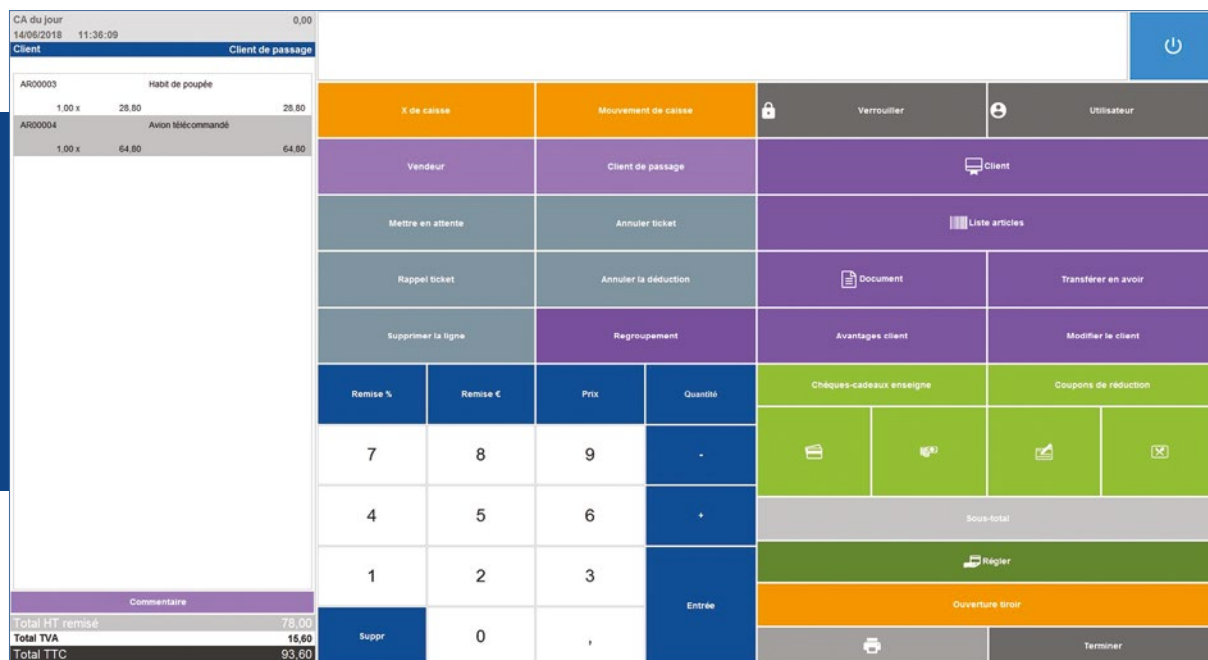 CA du jour 0,00
14/06/2018 11:36:09
Client Client de passage
AR00003 Habit de poupée
1,00 x 28,80 28,80
AR00004 Avion télécommandé
1,00 x 64,80 64,80
Commentaire
Total HT remisé 78,00
Total TVA 15,60
Total TTC 93,60
X de caisse Mouvement de caisse Verrouiller Utilisateur
Vendeur Client de passage Client
Mettre en attente Annuler ticket Liste articles
Rappel ticket Annuler la déduction Document Transférer en avoir
Supprimer la ligne Regroupement Avantages client Modifier le client
Remise % Remise € Prix Quantité Chèques-cadeaux enseigne Coupons de réduction
7 8 9 -
4 5 6 + Sous-total
1 2 3 Régler
Entrée Ouverture tiroir
Suppr 0 , Terminer